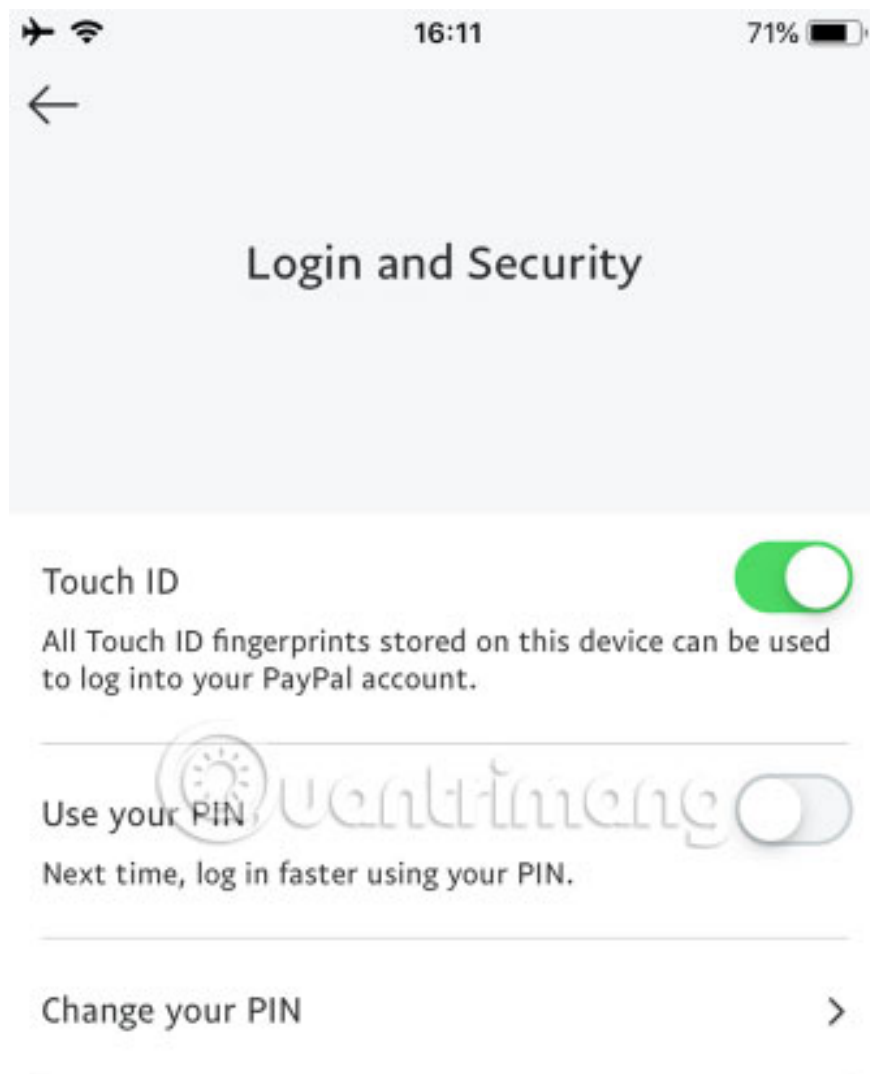 16:11 71%
Login and Security
Touch ID
All Touch ID fingerprints stored on this device can be used
to log into your PayPal account.
Use your PIN
uantrimang
Next time, log in faster using your PIN.
Change your PIN